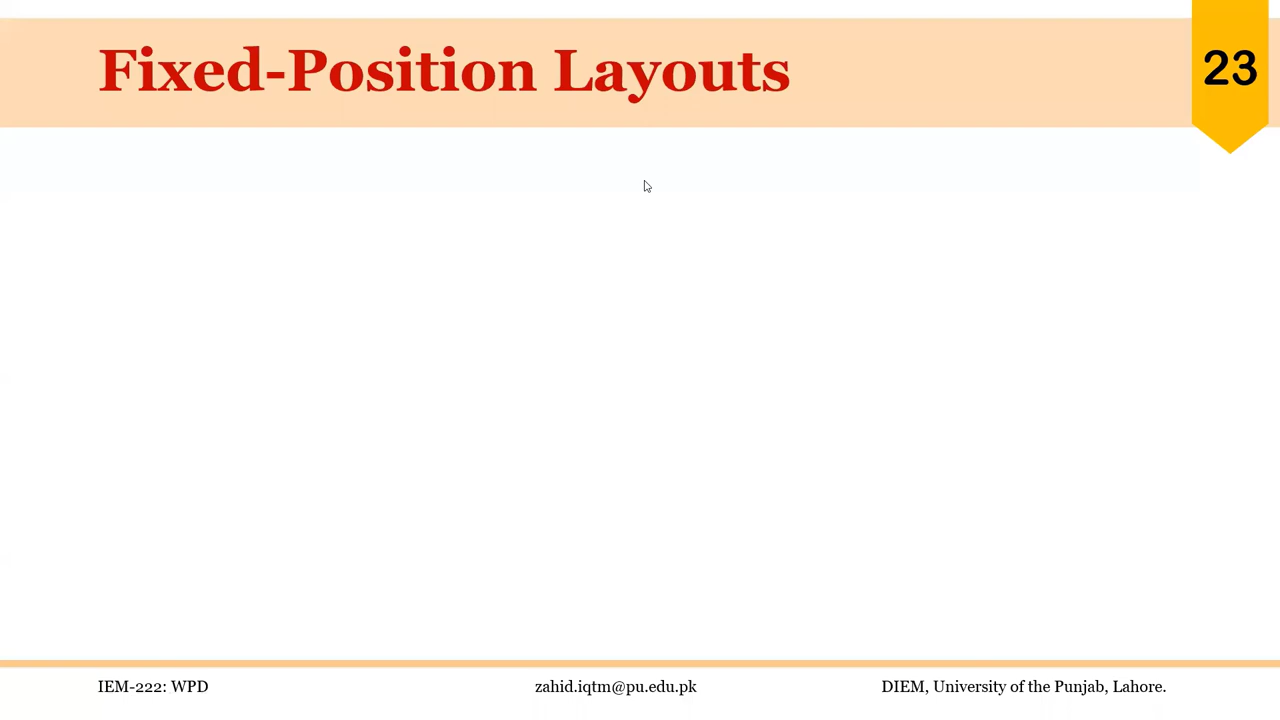 Fixed-Position Layouts
23
IEM-222: WPD
zahid.iqtm@pu.edu.pk
DIEM, University of the Punjab, Lahore.